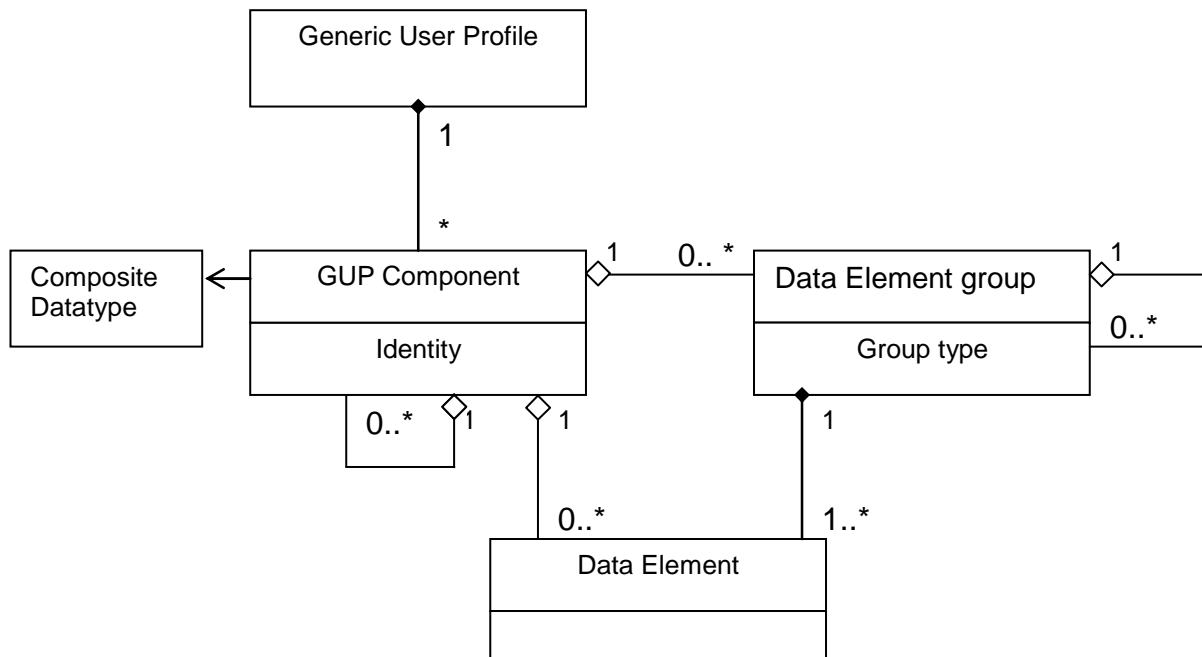 Generic User Profile
1
*
Composite
Datatype
GUP Component
1
0.. *
Data Element group
1
Identity
Group type
0..*
0..*
1
1
1
0..*
1..*
Data Element